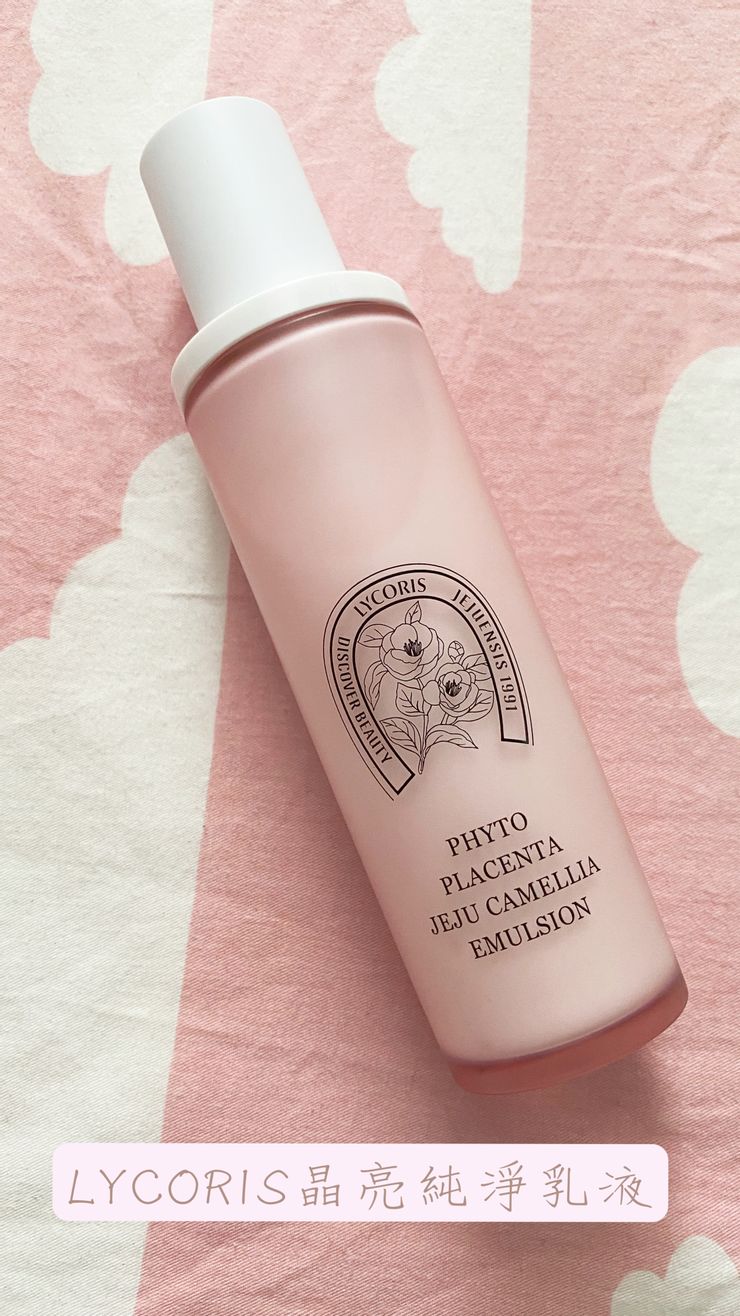 DISCOVER BEAUTY LYCORIS JEJUENSIS 1991
PHYTO
PLACENTA
JEJU CAMELLIA
EMULSION
LYCORIS晶亮純淨乳液